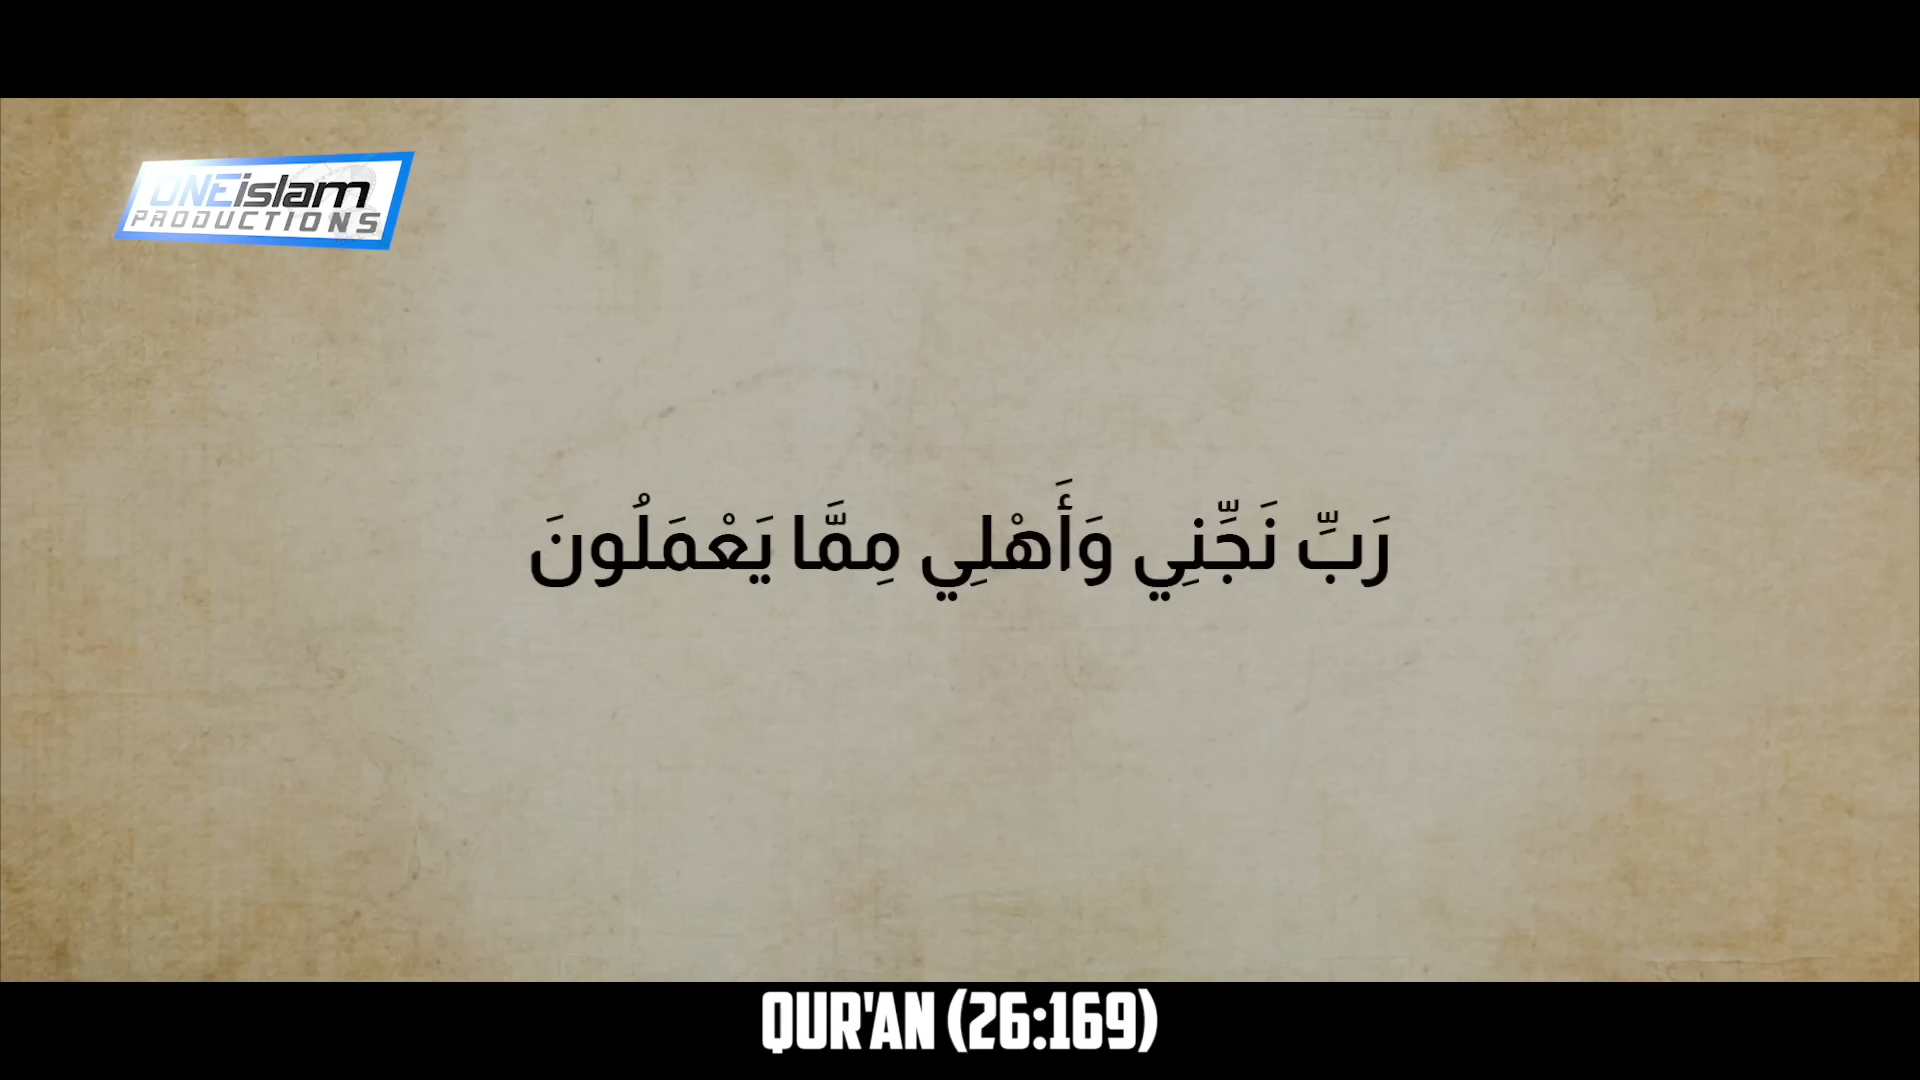 ONEislam
PRODUCTIONS
رَبِّ نَجِّنِي وَأَهْلِي مِمَّا يَعْمَلُونَ
QUR'AN (26:169)